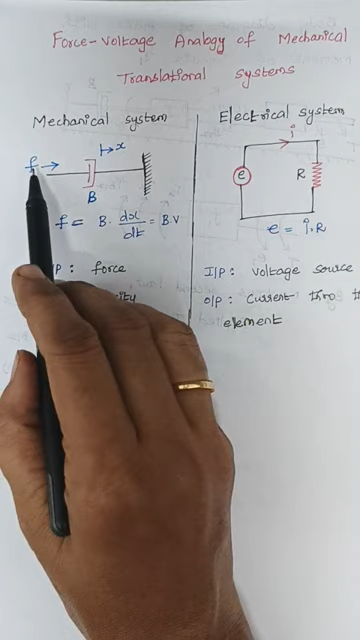 Force-Voltage Analogy of Mechanical
Translational systems
Mechanical system
Electrical system
f →
↦x
B
i
e
R
f = B. dx/dt = B.V
e = i.R
/P : force
I/P : Voltage source
O/P : Current thro
element